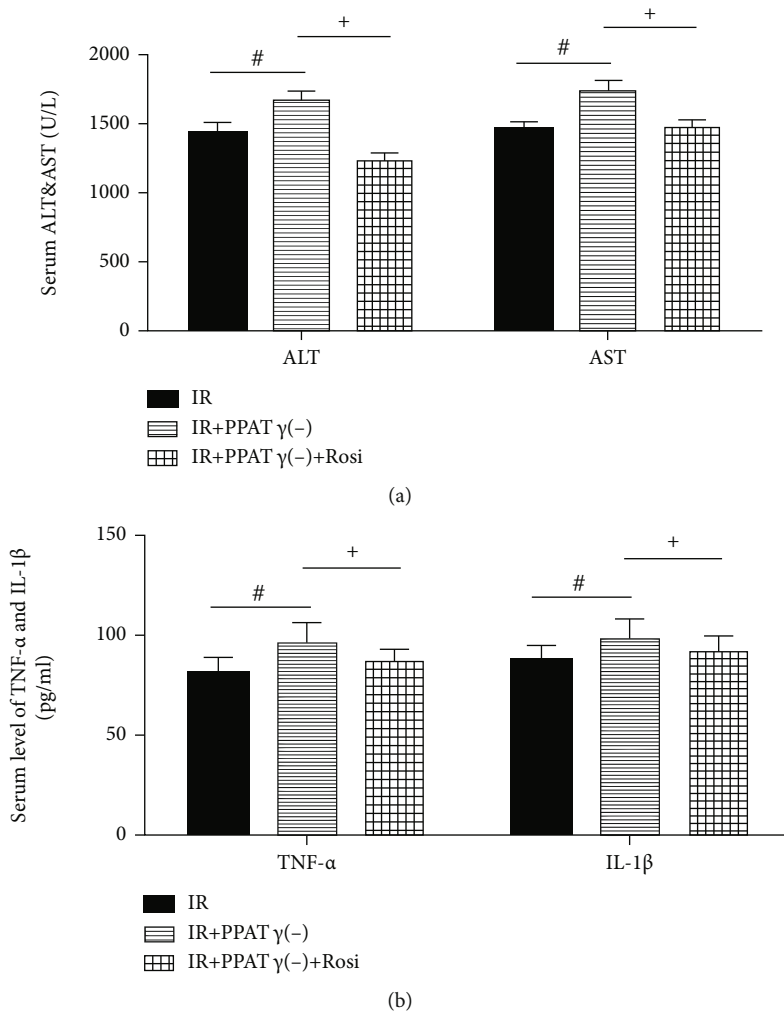 # + # +
2000
1500
1000
500
0
Serum ALT&AST (U/L)
ALT AST
IR
IR+PPAT γ(–)
IR+PPAT γ(–)+Rosi
(a)
# + # +
150
100
50
0
Serum level of TNF-α and IL-1β
(pg/ml)
TNF-α IL-1β
IR
IR+PPAT γ(–)
IR+PPAT γ(–)+Rosi
(b)